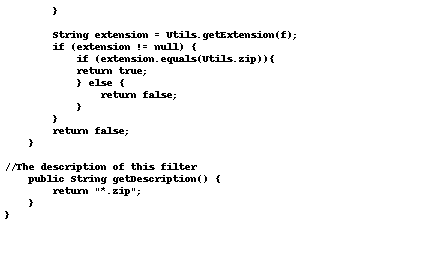 }

        String extension = Utils.getExtension(f);
        if (extension != null) {
            if (extension.equals(Utils.zip)){
            return true;
            } else {
                return false;
            }
        }
        return false;
    }

//The description of this filter
    public String getDescription() {
        return "*.zip";
    }
}